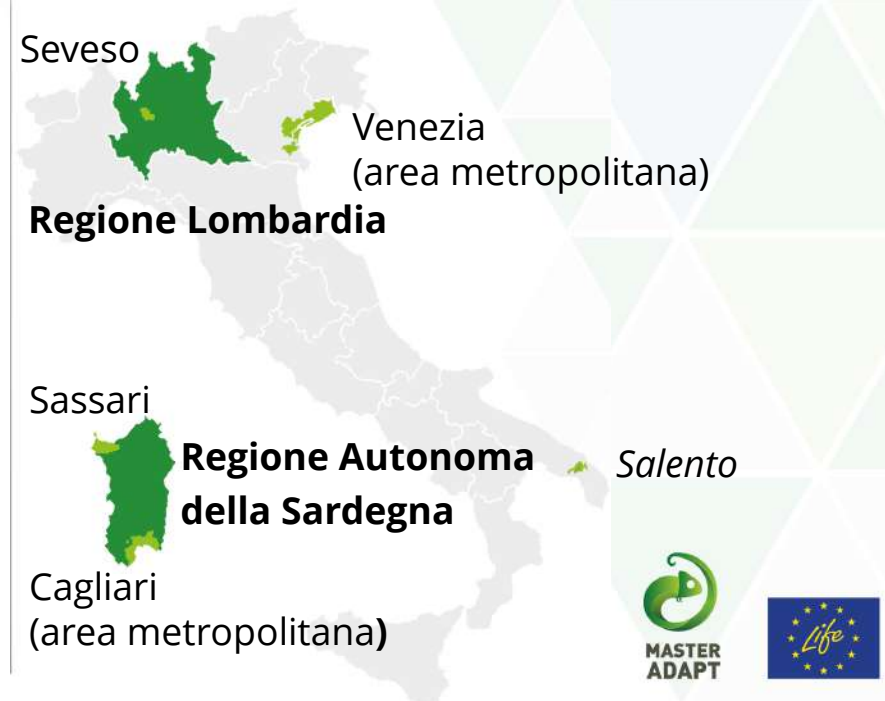 Seveso
Venezia
(area metropolitana)
Regione Lombardia
Sassari
Regione Autonoma
della Sardegna
Salento
Cagliari
(area metropolitana)
MASTER
ADAPT
Life